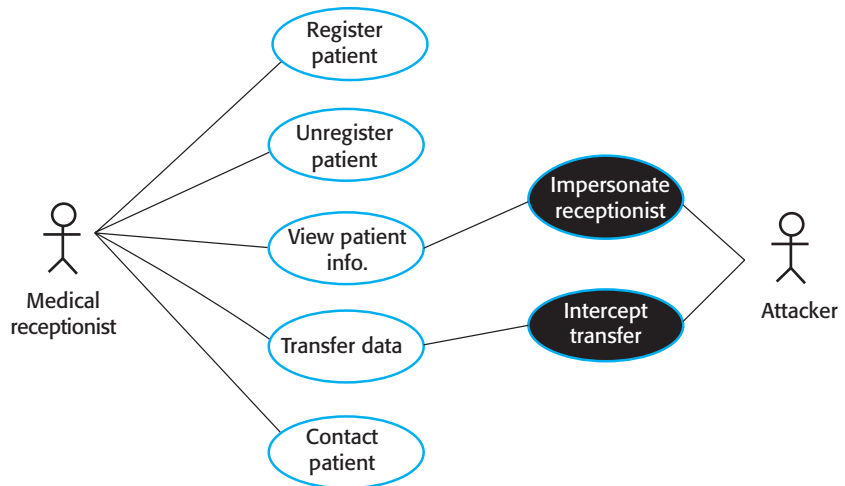 Register
patient
Unregister
patient
Impersonate
receptionist
View patient
info.
Medical
receptionist
Intercept
transfer
Attacker
Transfer data
Contact
patient